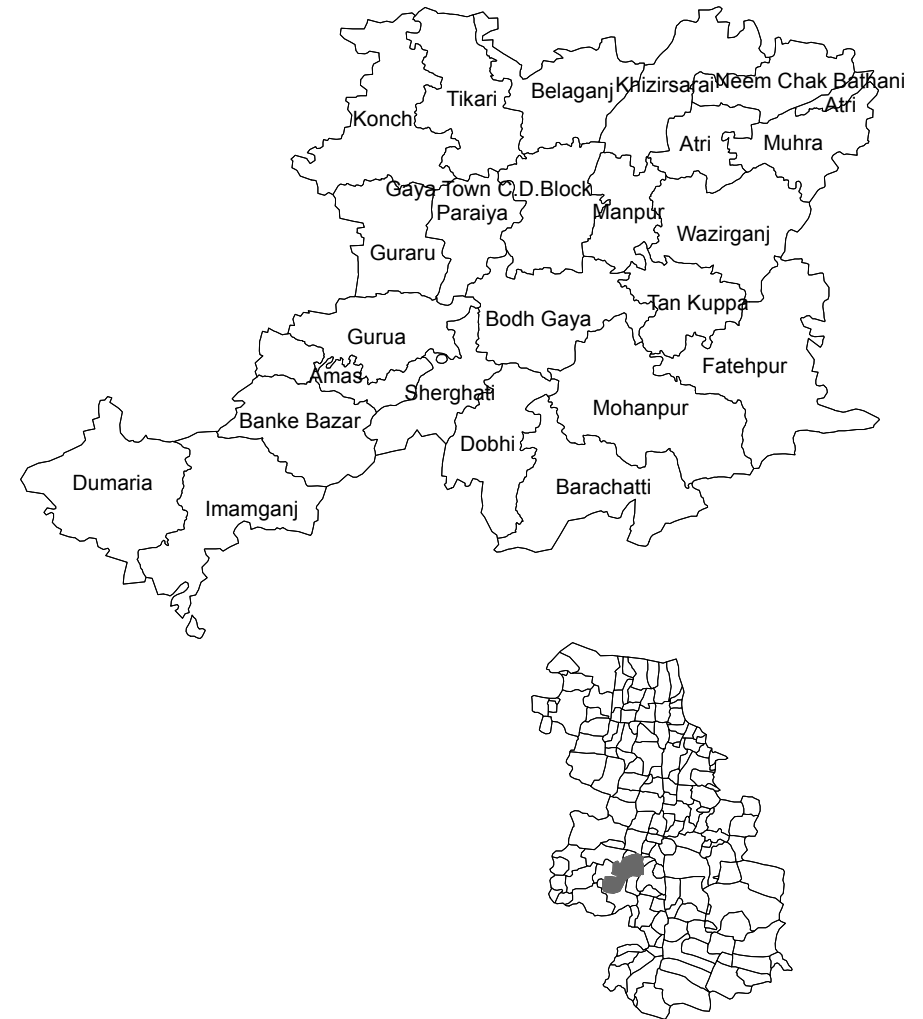 Neem Chak Bathani
Khizirsarai
Belaganj
Tikari
Atri
Konch
Atri
Muhra
Gaya Town C.D.Block
Paraiya
Manpur
Wazirganj
Guraru
Tan Kuppa
Bodh Gaya
Gurua
Fatehpur
Amas
Sherghati
Mohanpur
Banke Bazar
Dobhi
Dumaria
Barachatti
Imamganj